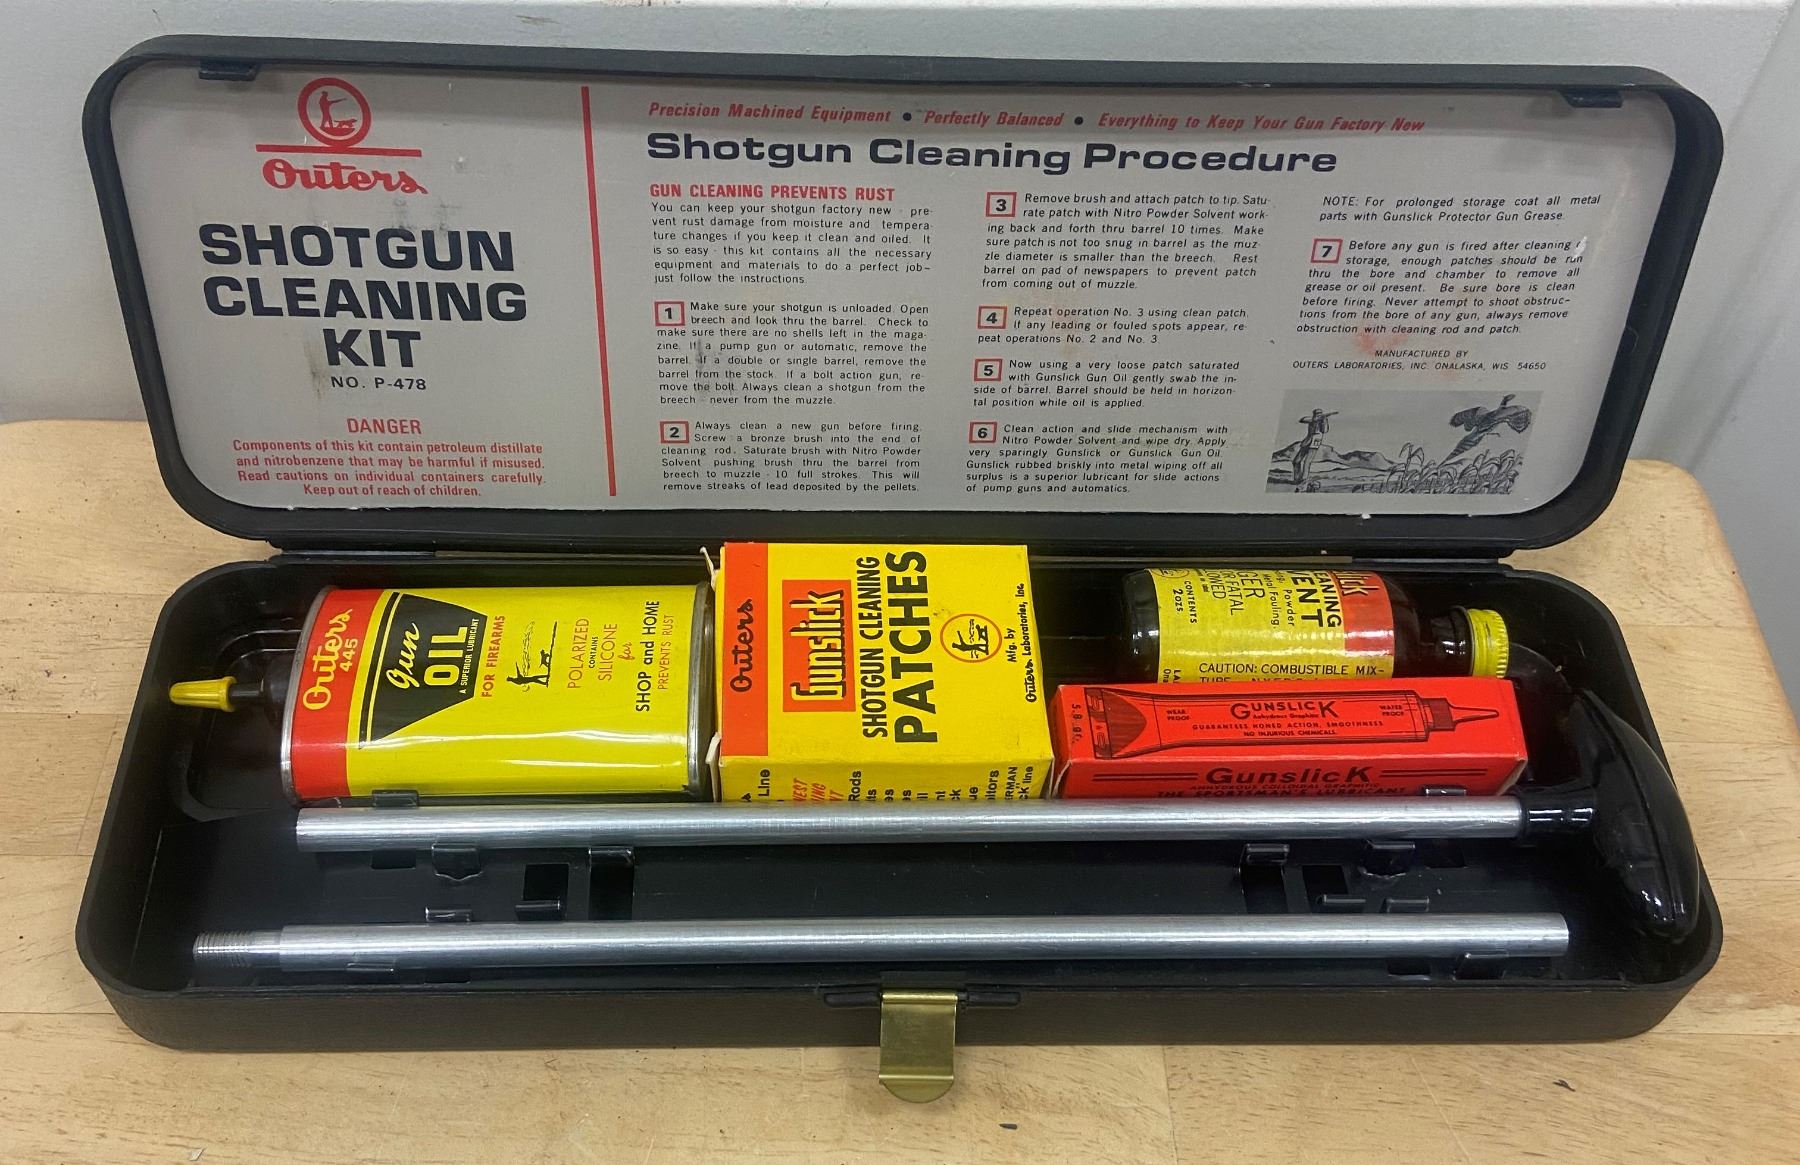 Outers
SHOTGUN
CLEANING
KIT
NO. P-478
DANGER
Components of this kit contain petroleum distillate
and nitrobenzene that may be harmful if misused.
Read cautions on individual containers carefully.
Keep out of reach of children.
Precision Machined Equipment • Perfectly Balanced • Everything to Keep Your Gun Factory New
Shotgun Cleaning Procedure
GUN CLEANING PREVENTS RUST
You can keep your shotgun factory new - pre-
vent rust damage from moisture and tempera-
ture changes if you keep it clean and oiled. It
is so easy - this kit contains all the necessary
equipment and materials to do a perfect job–
just follow the instructions.
1 Make sure your shotgun is unloaded. Open
breech and look thru the barrel. Check to
make sure there are no shells left in the maga-
zine. If a pump gun or automatic, remove the
barrel. If a double or single barrel, remove the
barrel from the stock. If a bolt action gun, re-
move the bolt. Always clean a shotgun from the
breech - never from the muzzle.
2 Always clean a new gun before firing.
Screw a bronze brush into the end of
cleaning rod. Saturate brush with Nitro Powder
Solvent pushing brush thru the barrel from
breech to muzzle - 10 full strokes. This will
remove streaks of lead deposited by the pellets.
3 Remove brush and attach patch to tip. Satu-
rate patch with Nitro Powder Solvent work-
ing back and forth thru barrel 10 times. Make
sure patch is not too snug in barrel as the muz-
zle diameter is smaller than the breech. Rest
barrel on pad of newspapers to prevent patch
from coming out of muzzle.
4 Repeat operation No. 3 using clean patch.
If any leading or fouled spots appear, re-
peat operations No. 2 and No. 3
5 Now using a very loose patch saturated
with Gunslick Gun Oil gently swab the in-
side of barrel. Barrel should be held in horizon-
tal position while oil is applied.
6 Clean action and slide mechanism with
Nitro Powder Solvent and wipe dry. Apply
very sparingly Gunslick or Gunslick Gun Oil.
Gunslick rubbed briskly into metal wiping off all
surplus is a superior lubricant for slide actions
of pump guns and automatics.
NOTE: For prolonged storage coat all metal
parts with Gunslick Protector Gun Grease.
7 Before any gun is fired after cleaning
storage, enough patches should be run
thru the bore and chamber to remove all
grease or oil present. Be sure bore is clean
before firing. Never attempt to shoot obstruc-
tions from the bore of any gun, always remove
obstruction with cleaning rod and patch.
MANUFACTURED BY
OUTERS LABORATORIES, INC. ONALASKA, WIS 54650
Outers
445
Gun
OIL
A SUPERIOR LUBRICANT
FOR FIREARMS
POLARIZED
CONTAINS
SILICONE
for
SHOP and HOME
PREVENTS RUST
Outers
Gunslick
SHOTGUN CLEANING
PATCHES
Mfg. by
Outers Laboratories, Inc.
Line
Rods
CONTENTS
2 OZS
CAUTION: COMBUSTIBLE MIX-
5.8 gr.
WEAR
PROOF
GUNSLICK
Anhydrous Graphite
WATER
PROOF
GUARANTEES HONED ACTION, SMOOTHNESS
NO INJURIOUS CHEMICALS.
GUNSLICK
ANHYDROUS COLLOIDAL GRAPHITE
THE SPORTSMAN'S LUBRICANT